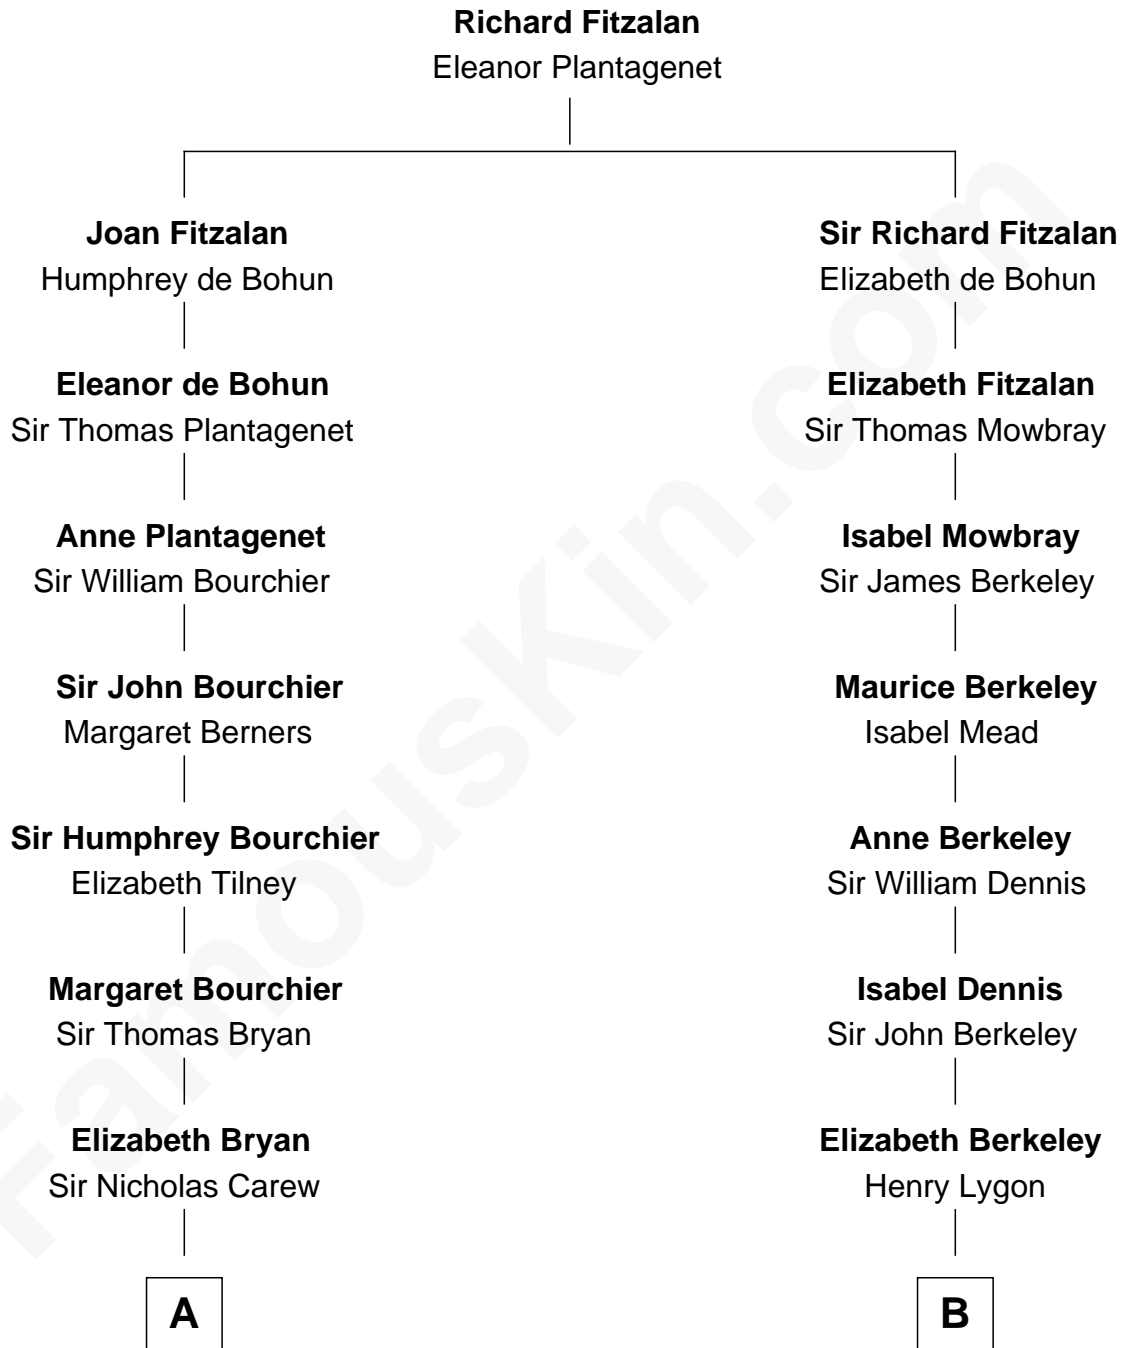 Richard Fitzalan
Eleanor Plantagenet
Joan Fitzalan
Humphrey de Bohun
Sir Richard Fitzalan
Elizabeth de Bohun
Eleanor de Bohun
Sir Thomas Plantagenet
Elizabeth Fitzalan
Sir Thomas Mowbray
Anne Plantagenet
Sir William Bourchier
Isabel Mowbray
Sir James Berkeley
Sir John Bourchier
Margaret Berners
Maurice Berkeley
Isabel Mead
Sir Humphrey Bourchier
Elizabeth Tilney
Anne Berkeley
Sir William Dennis
Margaret Bourchier
Sir Thomas Bryan
Isabel Dennis
Sir John Berkeley
Elizabeth Bryan
Sir Nicholas Carew
Elizabeth Berkeley
Henry Lygon
A
B
FamousKin.com